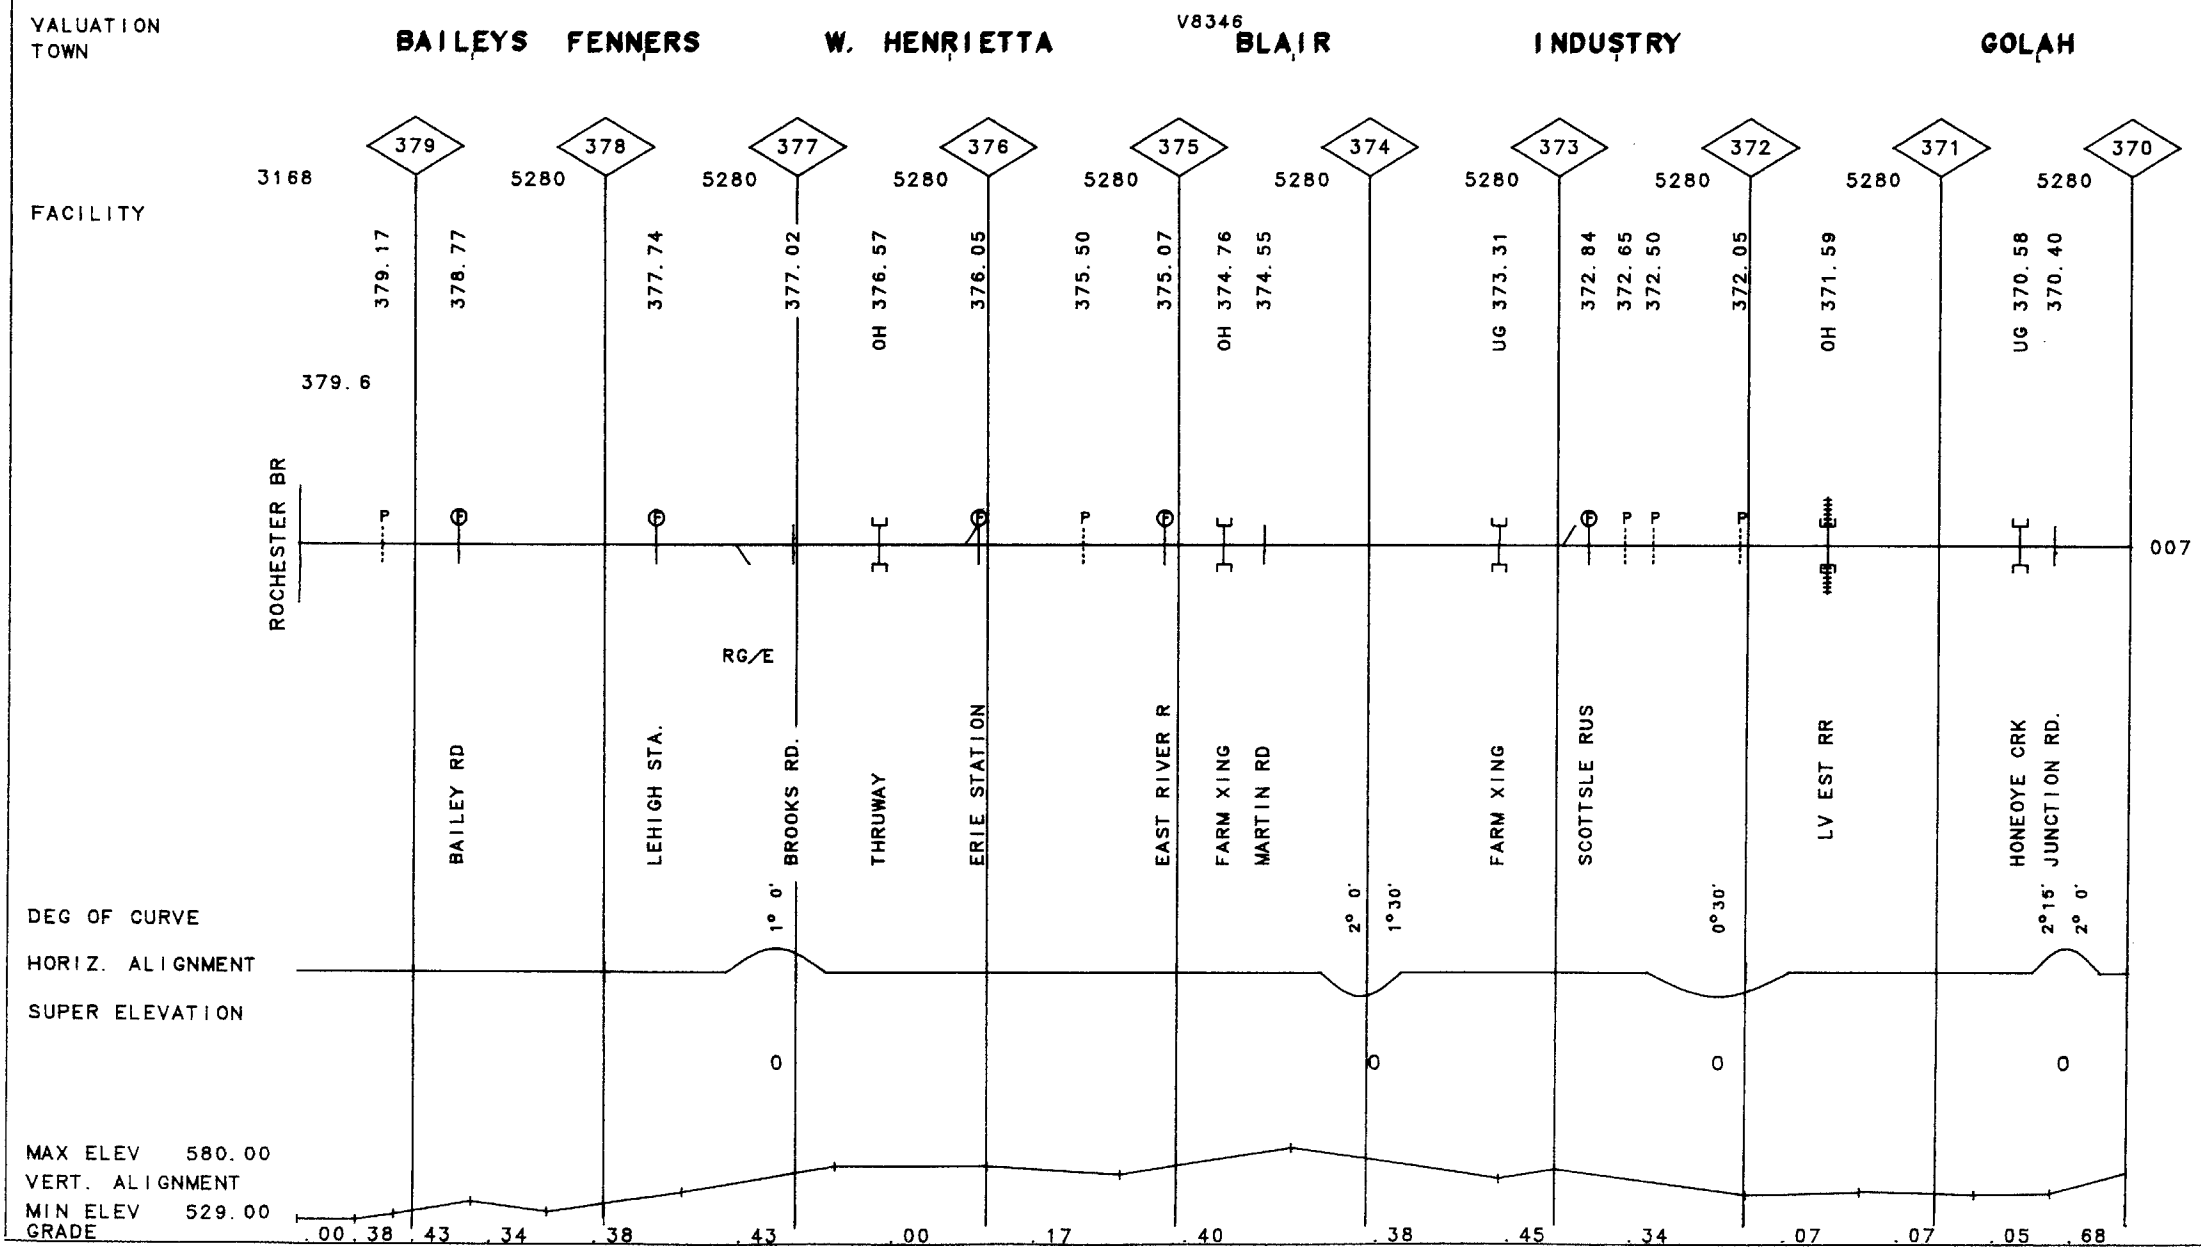 VALUATION
TOWN
V8346
BAILEYS FENNERS W. HENRIETTA BLAIR INDUSTRY GOLAH
379 378 377 376 375 374 373 372 371 370
3168 5280 5280 5280 5280 5280 5280 5280 5280 5280
FACILITY
379.17 378.77 377.74 377.02 OH 376.57 376.05 375.50 375.07 OH 374.76 374.55 UG 373.31 372.84 372.65 372.50 372.05 OH 371.59 UG 370.58 370.40
379.6
ROCHESTER BR
P F F F P F F P P P
007
RG/E
BAILEY RD
LEHIGH STA.
BROOKS RD.
THRUWAY
ERIE STATION
EAST RIVER R
FARM XING
MARTIN RD
FARM XING
SCOTTSLE RUS
LV EST RR
HONEOYE CRK
JUNCTION RD.
DEG OF CURVE
1° 0' 2° 0' 1°30' 0°30' 2°15' 2° 0'
HORIZ. ALIGNMENT
SUPER ELEVATION
0 0 0 0
MAX ELEV 580.00
VERT. ALIGNMENT
MIN ELEV 529.00
GRADE .00 .38 .43 .34 .38 .43 .00 .17 .40 .38 .45 .34 .07 .07 .05 .68